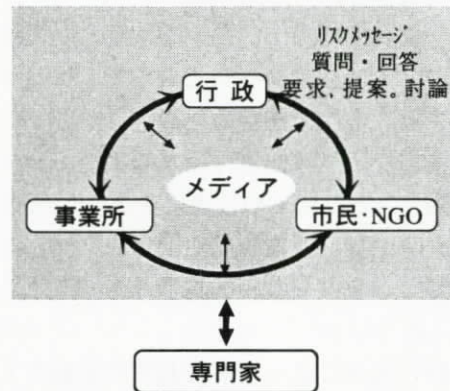 リスクメッセージ
質問・回答
要求、提案。討論
行 政
メディア
事業所
市民・NGO
専門家